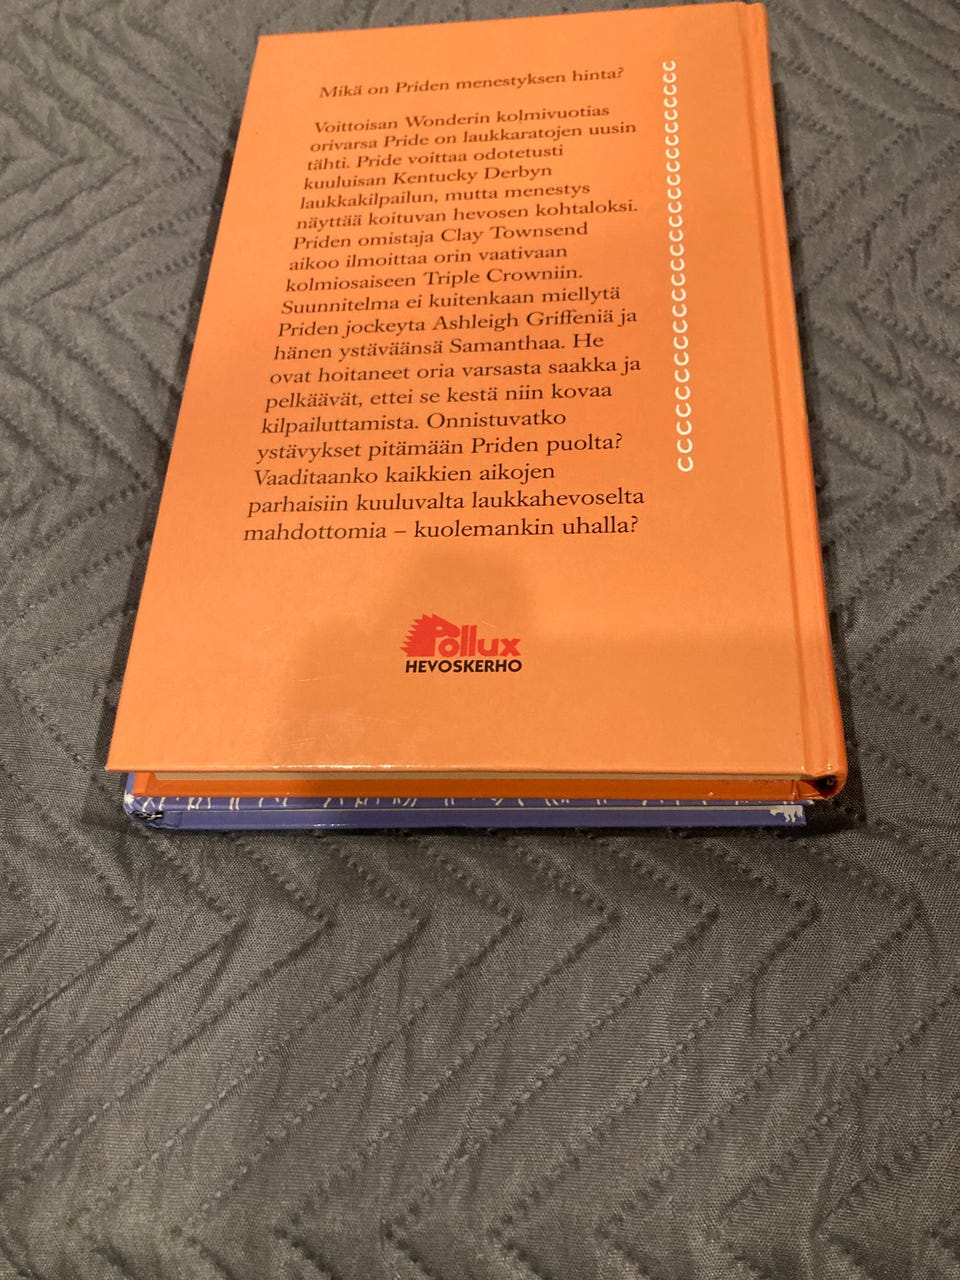 Mikä on Priden menestyksen hinta?
Voittoisan Wonderin kolmivuotias
orivarsa Pride on laukkaratojen uusin
tähti. Pride voittaa odotetusti
kuuluisan Kentucky Derbyn
laukkakilpailun, mutta menestys
näyttää koituvan hevosen kohtaloksi.
Priden omistaja Clay Townsend
aikoo ilmoittaa orin vaativaan
kolmiosaiseen Triple Crowniin.
Suunnitelma ei kuitenkaan miellytä
Priden jockeyta Ashleigh Griffeniä ja
hänen ystäväänsä Samanthaa. He
ovat hoitaneet oria varsasta saakka ja
pelkäävät, ettei se kestä niin kovaa
kilpailuttamista. Onnistuvatko
ystävykset pitämään Priden puolta?
Vaaditaanko kaikkien aikojen
parhaisiin kuuluvalta laukkahevoselta
mahdottomia – kuolemankin uhalla?
Pollux
HEVOSKERHO